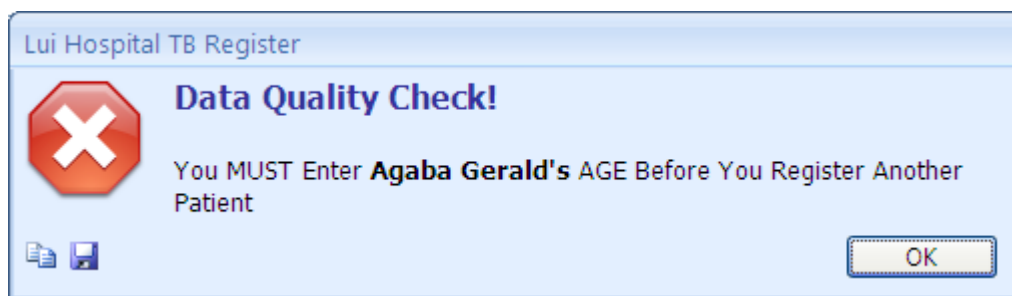 Lui Hospital TB Register
Data Quality Check!
You MUST Enter Agaba Gerald's AGE Before You Register Another
Patient
OK